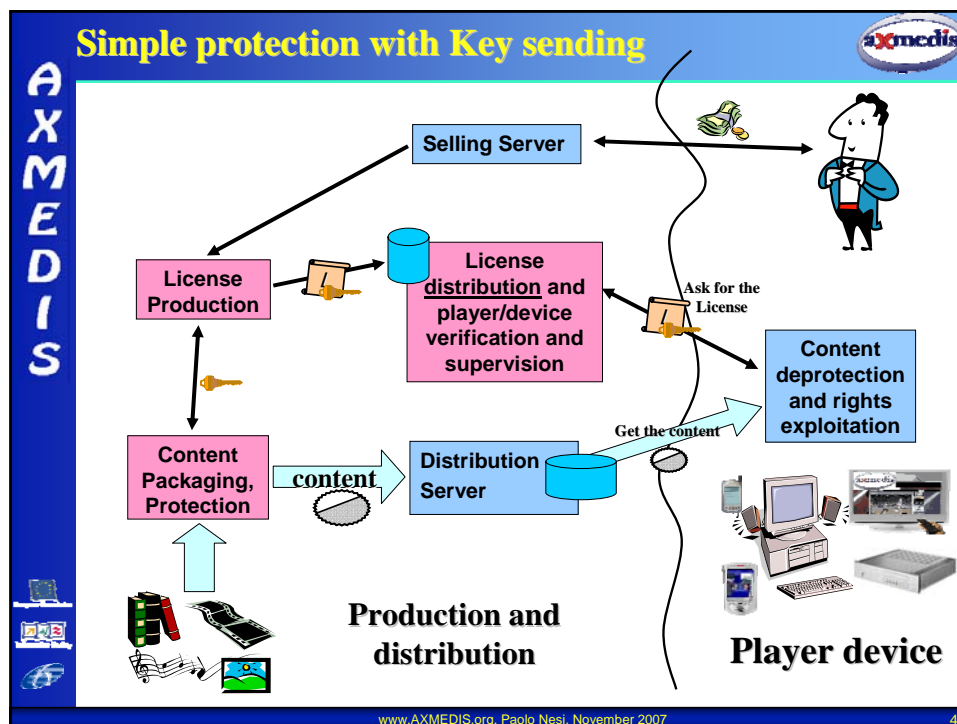 Simple protection with Key sending
axmedis
AXMEDIS
Selling Server
License
Production
License
distribution and
player/device
verification and
supervision
Ask for the
License
Content
deprotection
and rights
exploitation
Get the content
Content
Packaging,
Protection
content
Distribution
Server
Production and
distribution
Player device
www.AXMEDIS.org, Paolo Nesi, November 2007
4